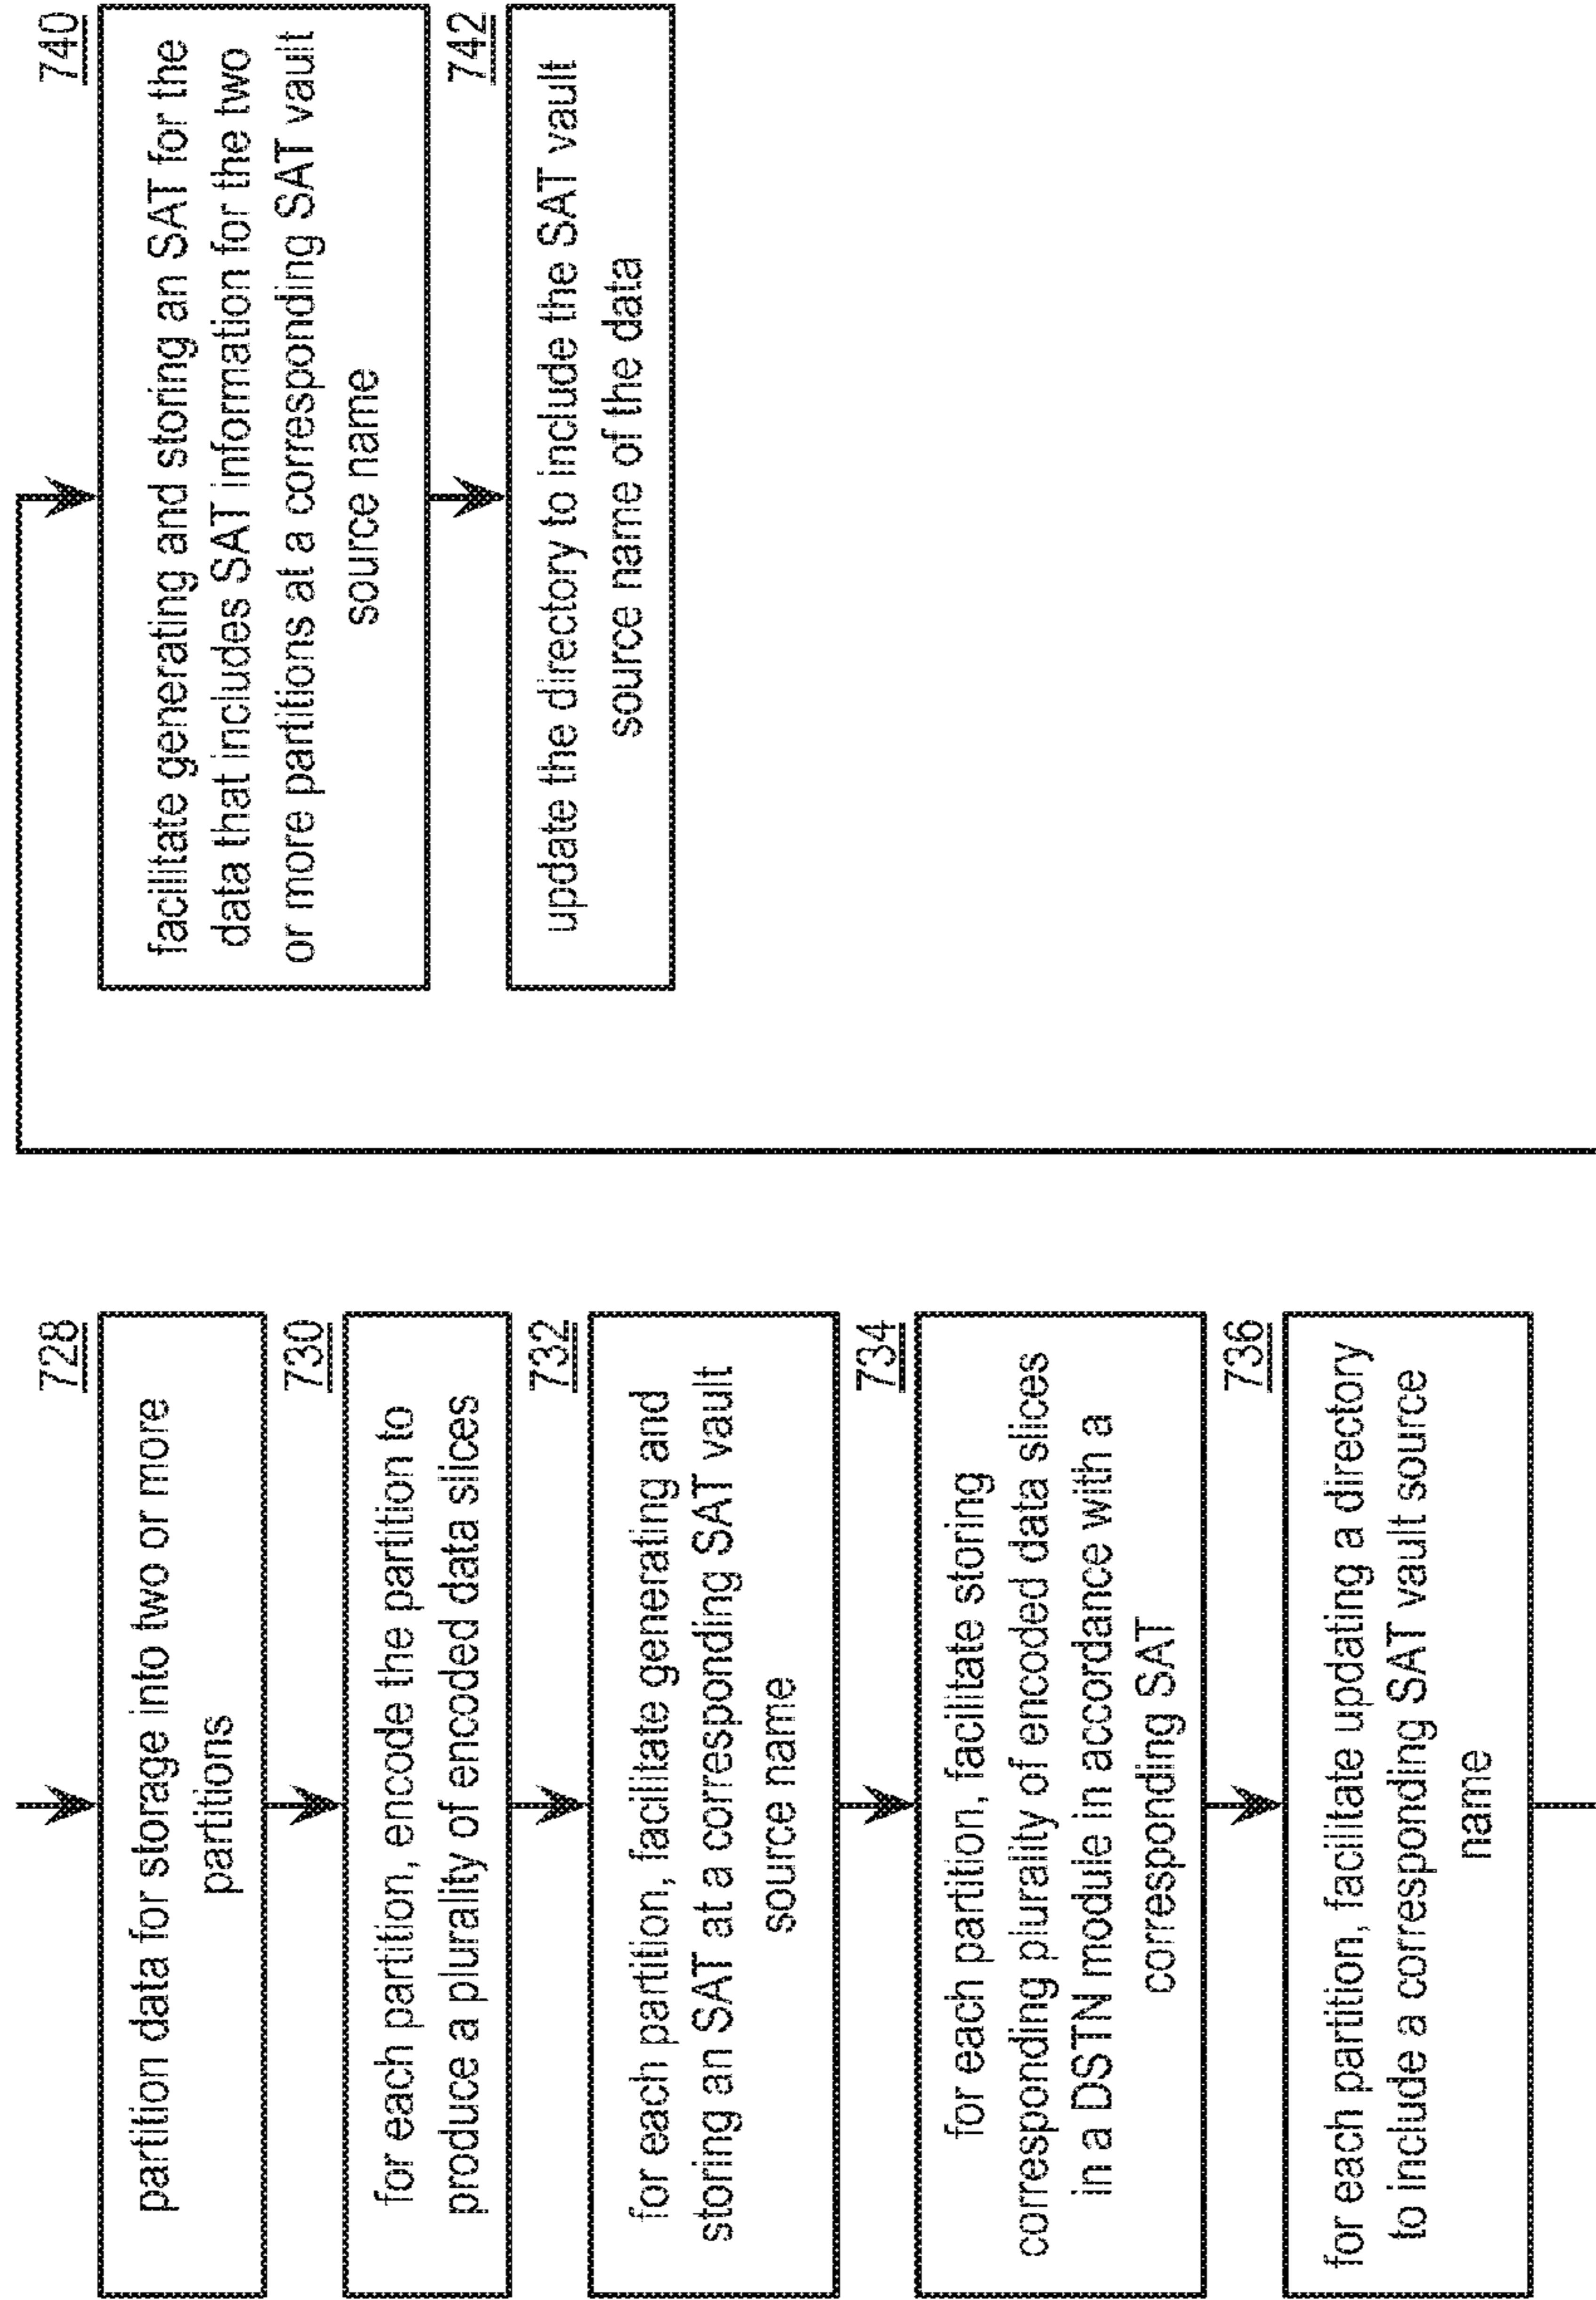 728
partition data for storage into two or more
partitions
730
for each partition, encode the partition to
produce a plurality of encoded data slices
732
for each partition, facilitate generating and
storing an SAT at a corresponding SAT vault
source name
734
for each partition, facilitate storing
corresponding plurality of encoded data slices
in a DSTN module in accordance with a
corresponding SAT
736
for each partition, facilitate updating a directory
to include a corresponding SAT vault source
name
740
facilitate generating and storing an SAT for the
data that includes SAT information for the two
or more partitions at a corresponding SAT vault
source name
742
update the directory to include the SAT vault
source name of the data